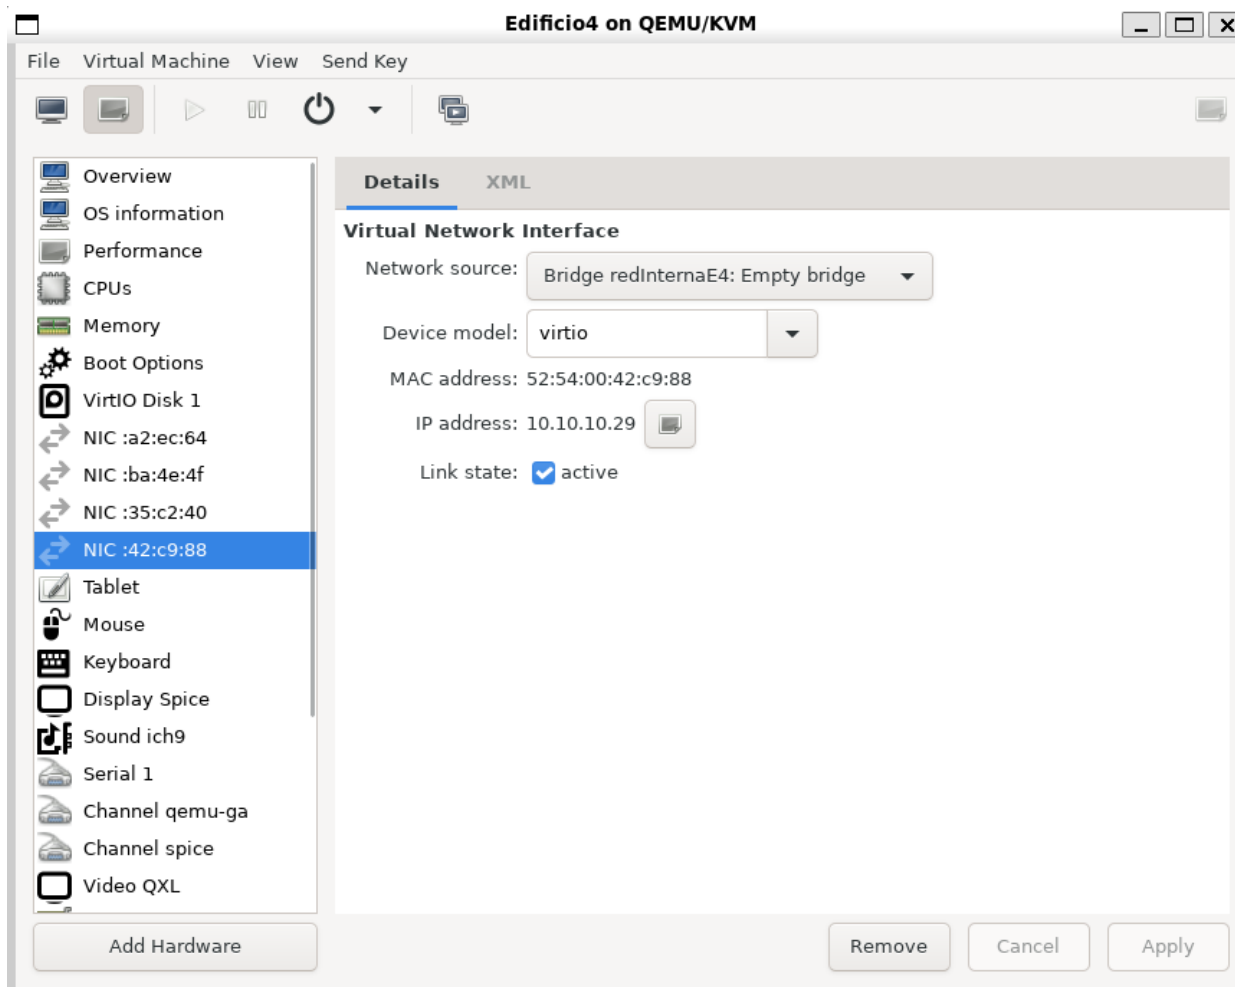 Edificio4 on QEMU/KVM
File Virtual Machine View Send Key
Overview
OS information
Performance
CPUs
Memory
Boot Options
VirtIO Disk 1
NIC :a2:ec:64
NIC :ba:4e:4f
NIC :35:c2:40
NIC :42:c9:88
Tablet
Mouse
Keyboard
Display Spice
Sound ich9
Serial 1
Channel qemu-ga
Channel spice
Video QXL
Add Hardware
Details XML
Virtual Network Interface
Network source: Bridge redInternaE4: Empty bridge
Device model: virtio
MAC address: 52:54:00:42:c9:88
IP address: 10.10.10.29
Link state: active
Remove Cancel Apply